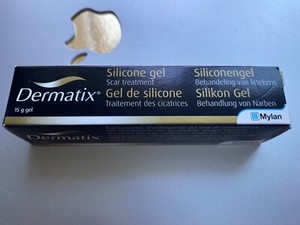 Silicone gel
Scar treatment
Siliconengel
Behandeling van littekens
Dermatix®
15 g gel
Gel de silicone
Traitement des cicatrices
Silikon Gel
Behandlung von Narben
Mylan
Dermatix